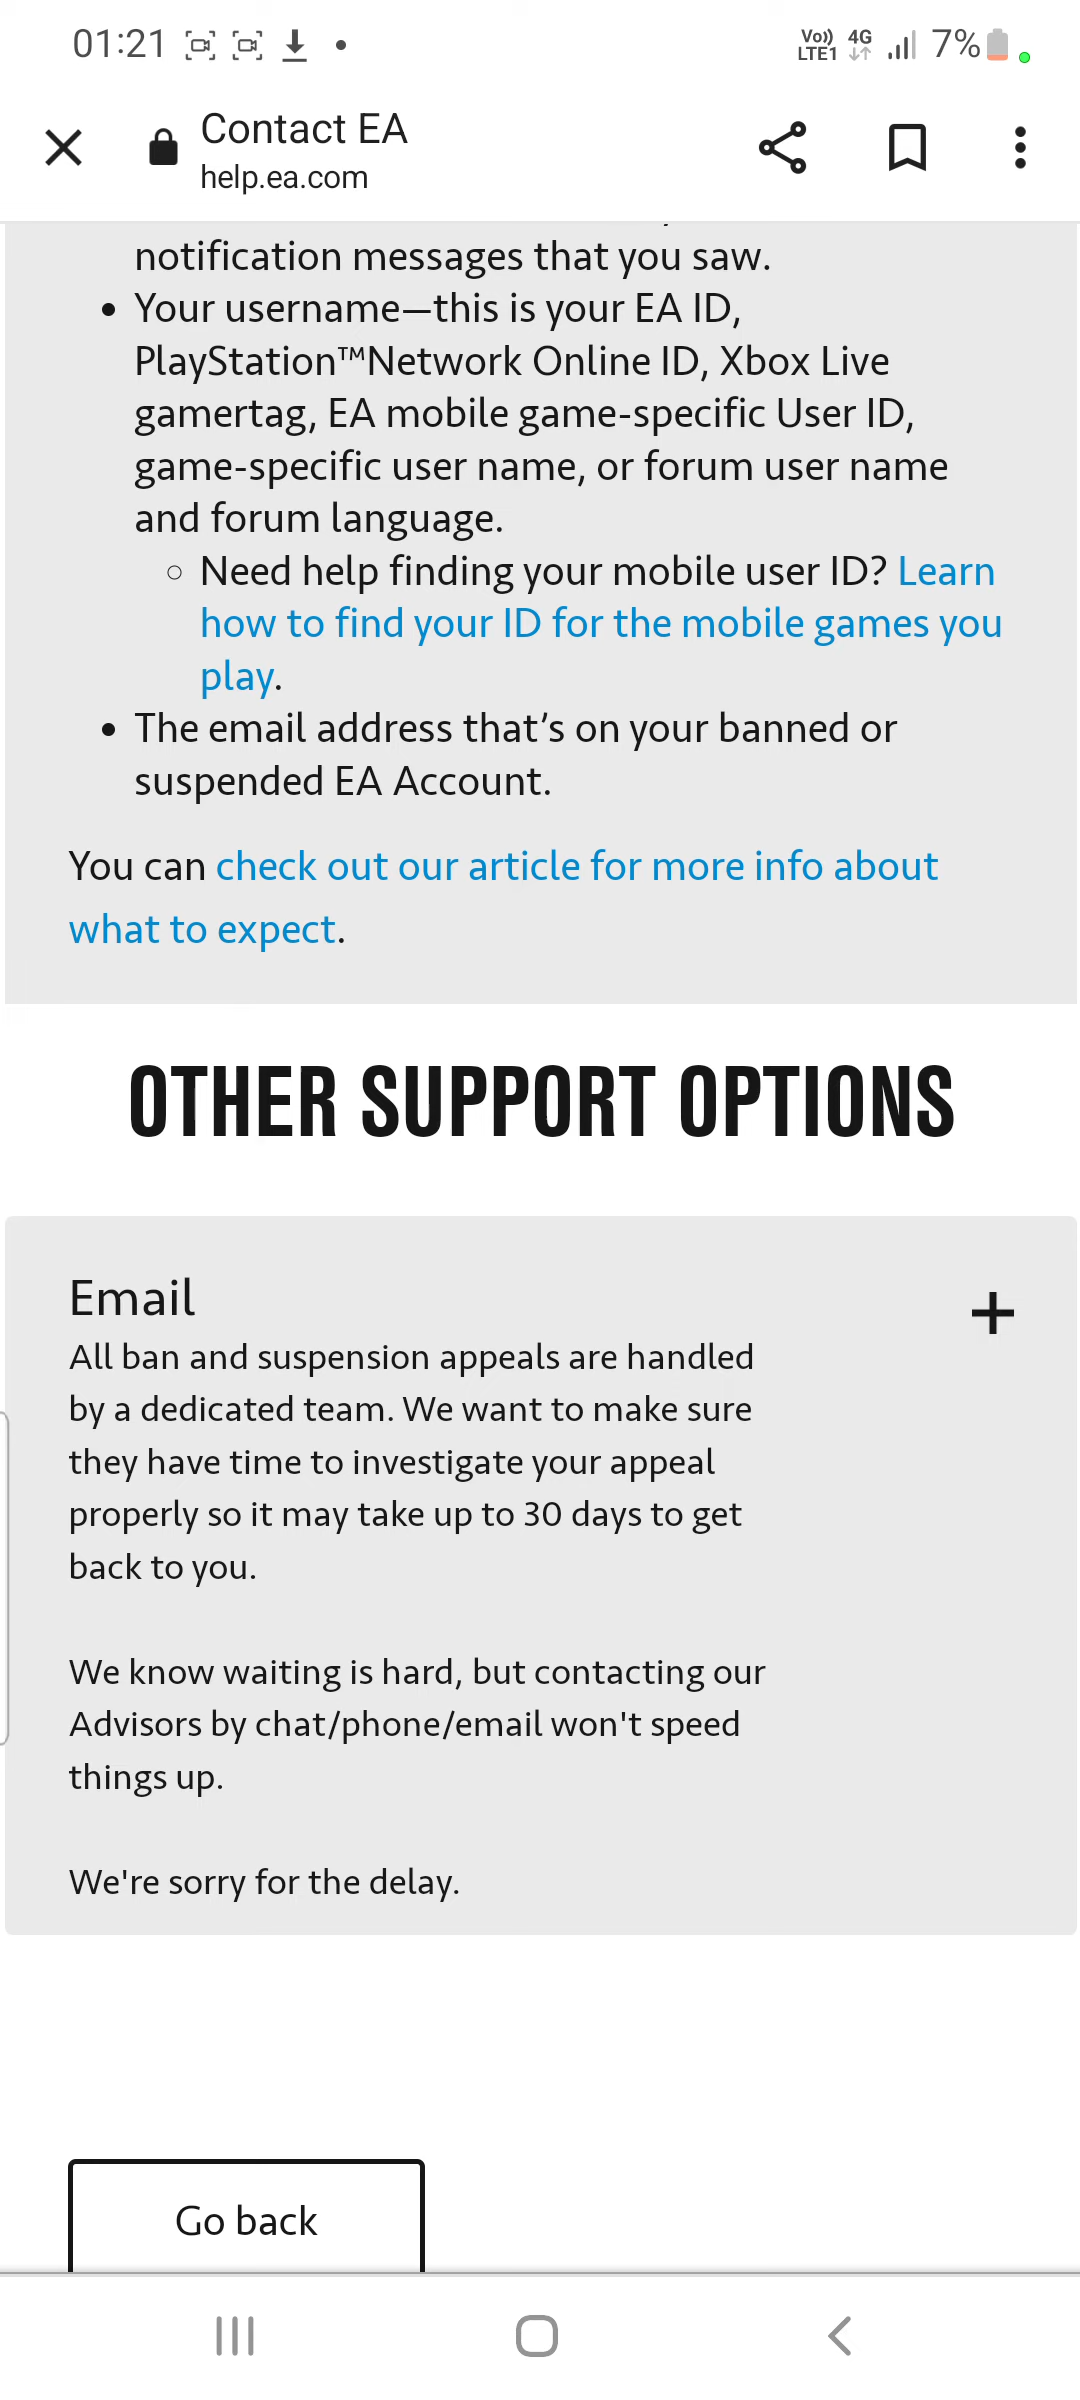 01:21
Vo)) LTE1 4G 7%
Contact EA
help.ea.com
notification messages that you saw.
• Your username—this is your EA ID,
PlayStation™Network Online ID, Xbox Live
gamertag, EA mobile game-specific User ID,
game-specific user name, or forum user name
and forum language.
◦ Need help finding your mobile user ID? Learn
how to find your ID for the mobile games you
play.
• The email address that’s on your banned or
suspended EA Account.
You can check out our article for more info about
what to expect.
OTHER SUPPORT OPTIONS
Email
All ban and suspension appeals are handled
by a dedicated team. We want to make sure
they have time to investigate your appeal
properly so it may take up to 30 days to get
back to you.
We know waiting is hard, but contacting our
Advisors by chat/phone/email won't speed
things up.
We're sorry for the delay.
Go back